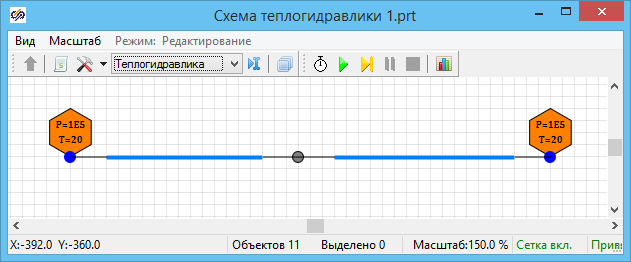 Схема теплогидравлики 1.prt
Вид Масштаб Режим: Редактирование
Теплогидравлика
P=1E5 P=1E5
T=20 T=20
X:-392.0 Y:-360.0 Объектов 11 Выделено 0 Масштаб:150.0 % Сетка вкл. Привя